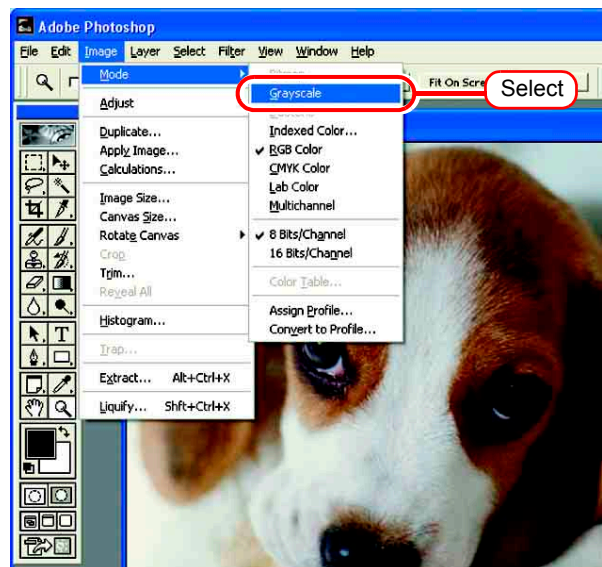 Adobe Photoshop
File Edit Image Layer Select Filter View Window Help
Fit On Scre
Select
Mode
Adjust
Duplicate...
Apply Image...
Calculations...
Image Size...
Canvas Size...
Rotate Canvas
Crop
Trim...
Reveal All
Histogram...
Trap...
Extract... Alt+Ctrl+X
Liquify... Shft+Ctrl+X
Grayscale
Indexed Color...
RGB Color
CMYK Color
Lab Color
Multichannel
8 Bits/Channel
16 Bits/Channel
Color Table...
Assign Profile...
Convert to Profile...
T